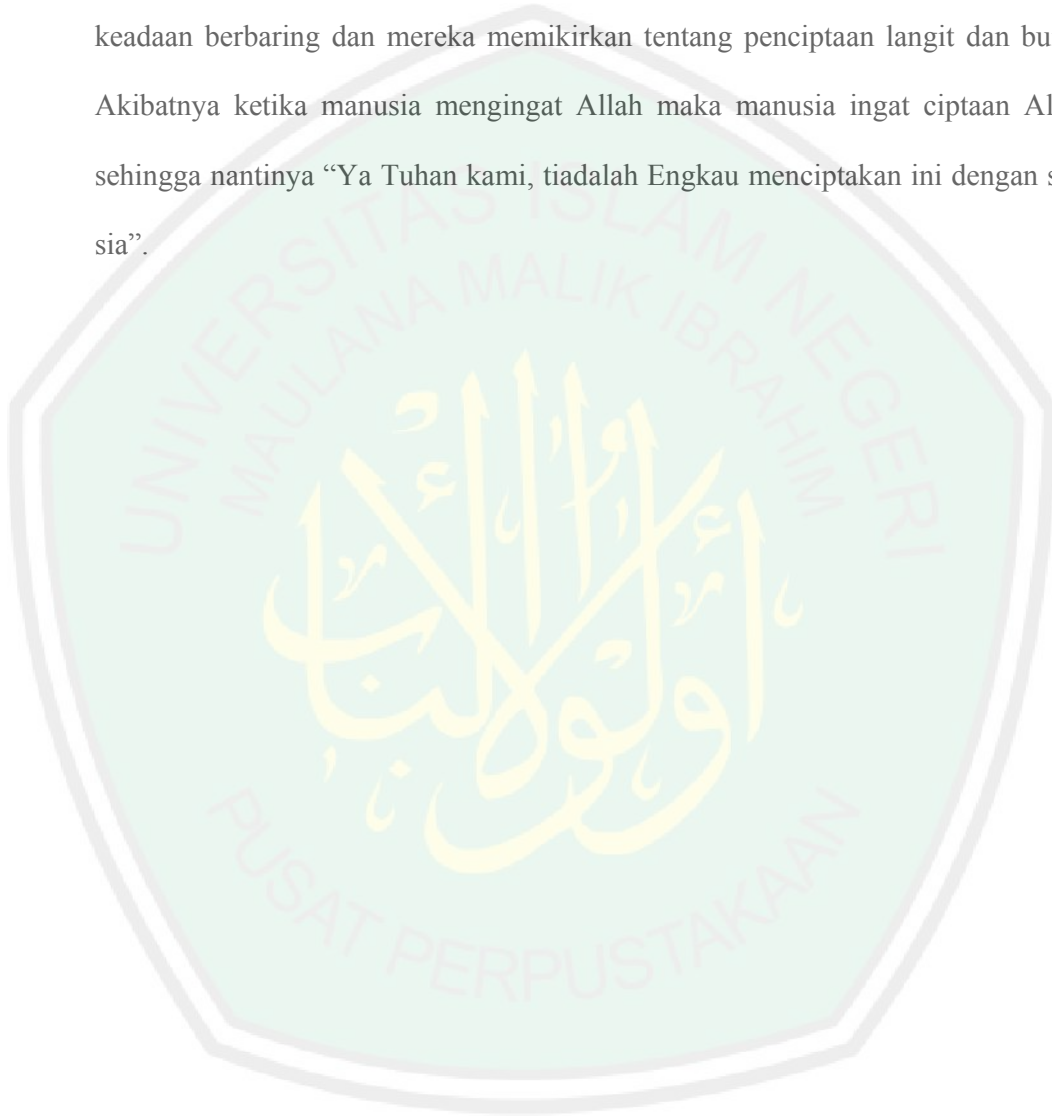 keadaan berbaring dan mereka memikirkan tentang penciptaan langit dan bu
Akibatnya ketika manusia mengingat Allah maka manusia ingat ciptaan Al
sehingga nantinya “Ya Tuhan kami, tiadalah Engkau menciptakan ini dengan s
sia”.
UNIVERSITAS ISLAM NEGERI
MAULANA MALIK IBRAHIM
أولوا الألباب
PUSAT PERPUSTAKAAN